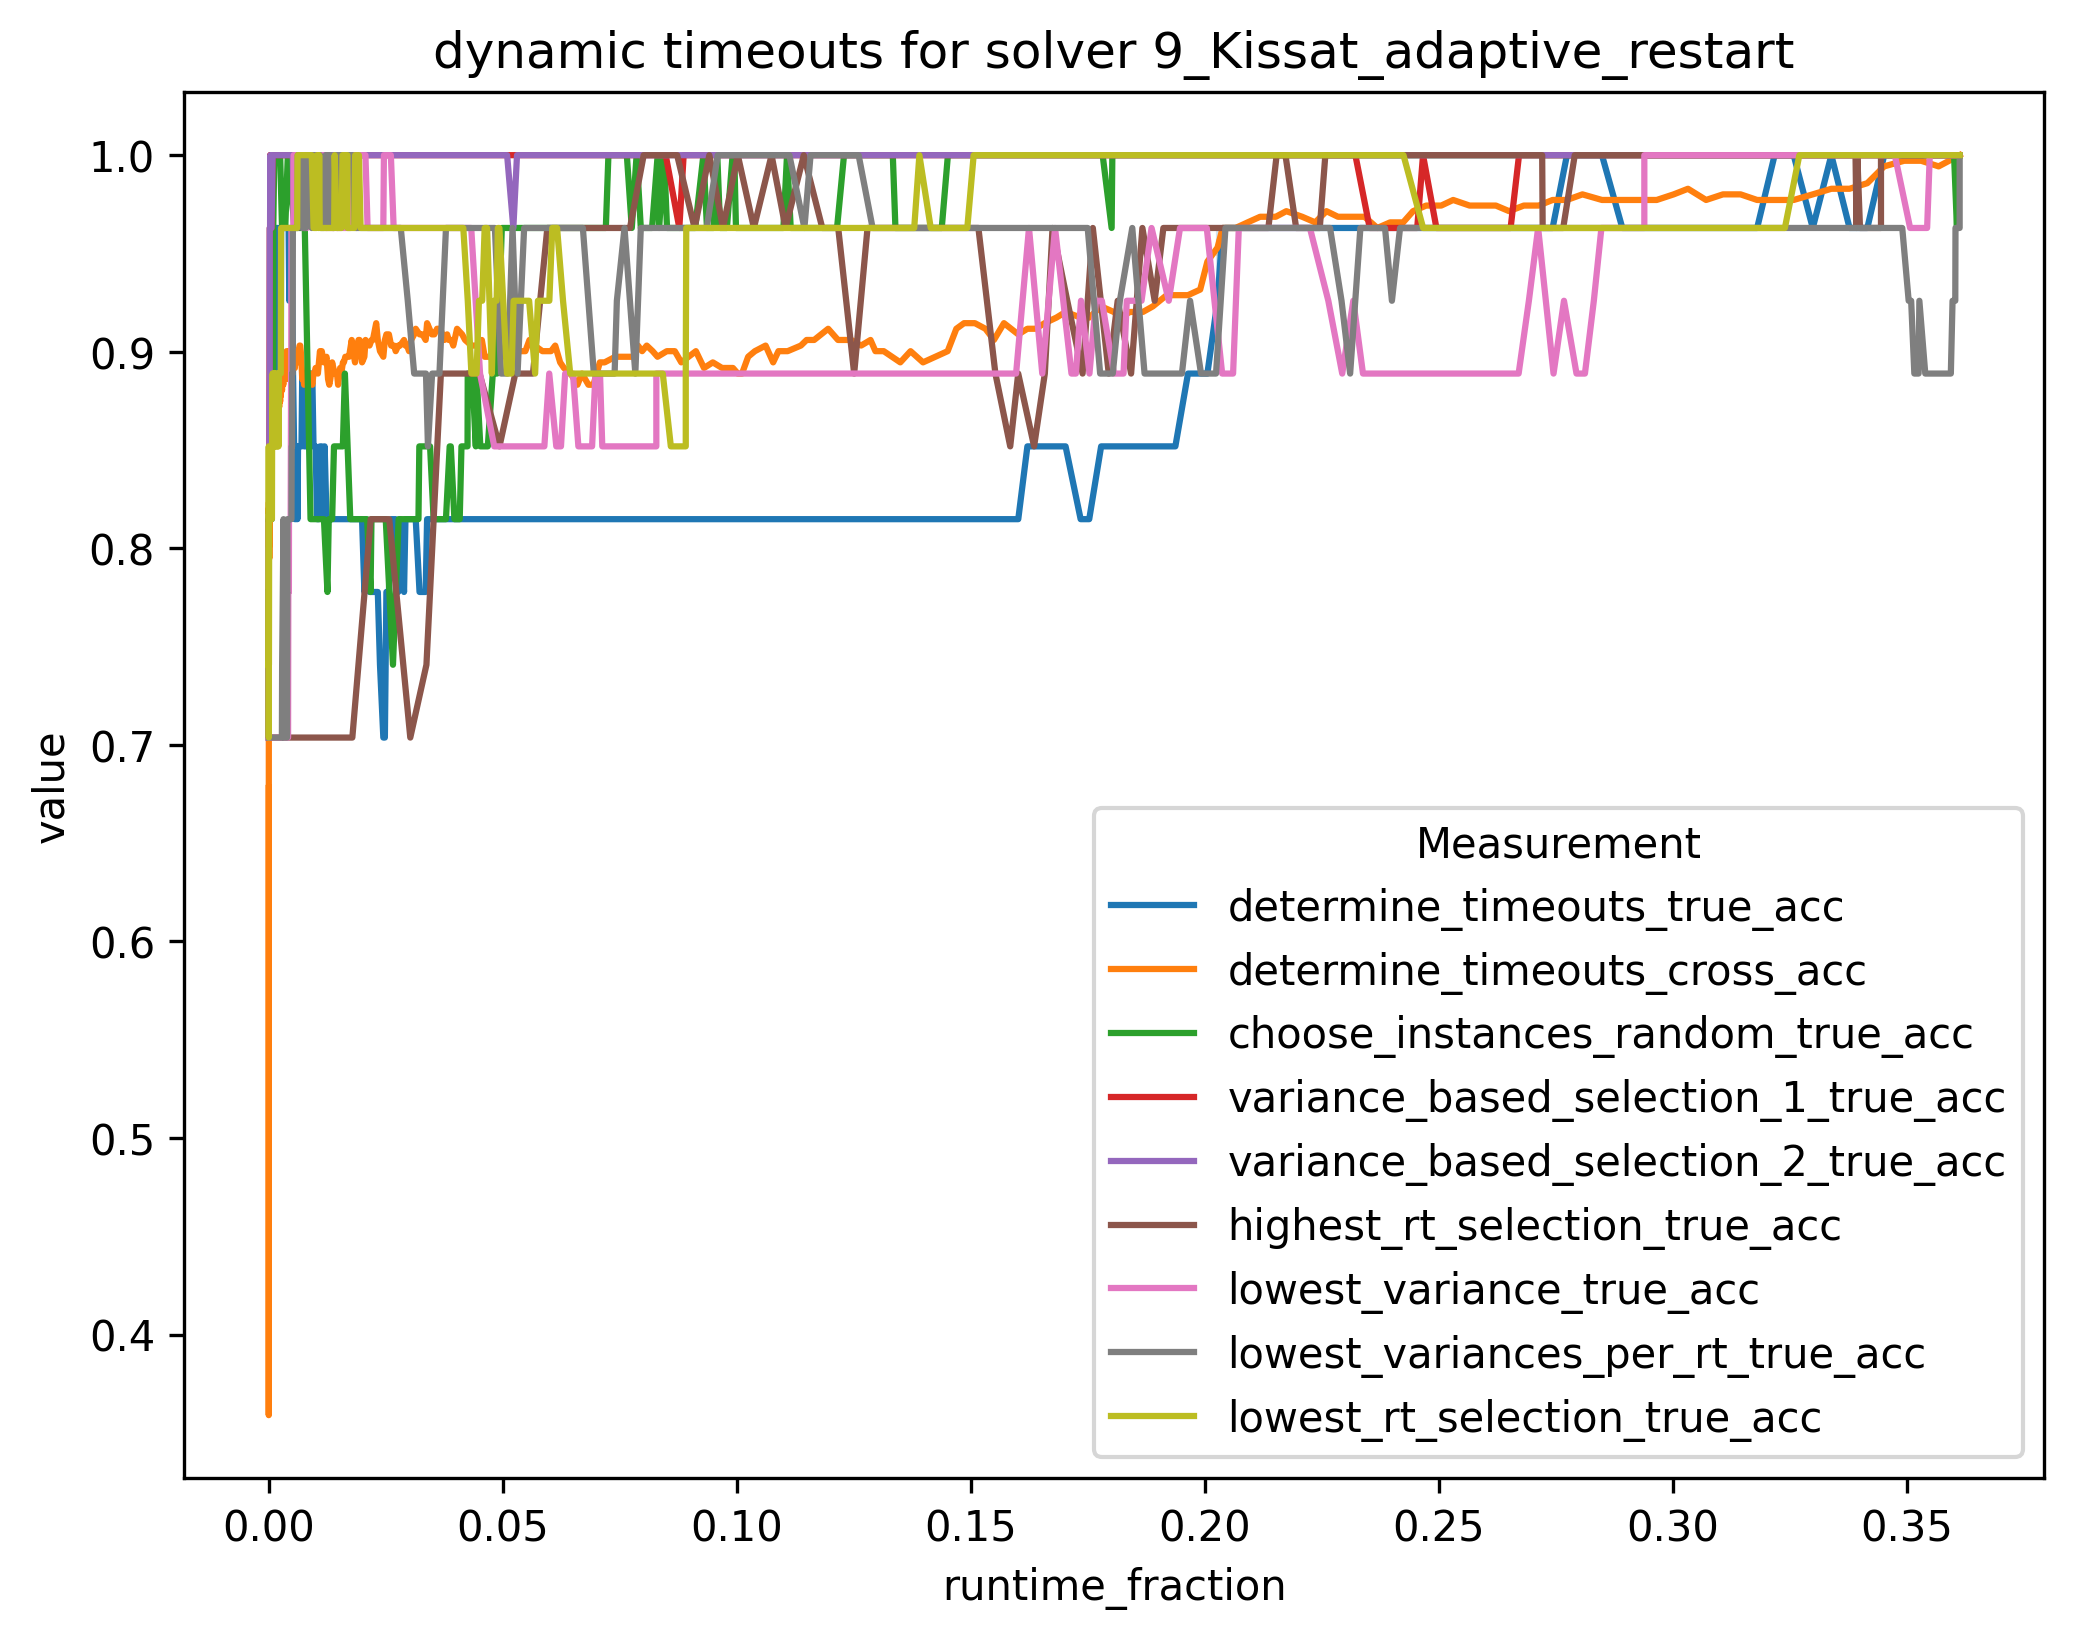 dynamic timeouts for solver 9_Kissat_adaptive_restart
1.0
0.9
0.8
0.7
0.6
0.5
0.4
value
Measurement
determine_timeouts_true_acc
determine_timeouts_cross_acc
choose_instances_random_true_acc
variance_based_selection_1_true_acc
variance_based_selection_2_true_acc
highest_rt_selection_true_acc
lowest_variance_true_acc
lowest_variances_per_rt_true_acc
lowest_rt_selection_true_acc
0.00 0.05 0.10 0.15 0.20 0.25 0.30 0.35
runtime_fraction